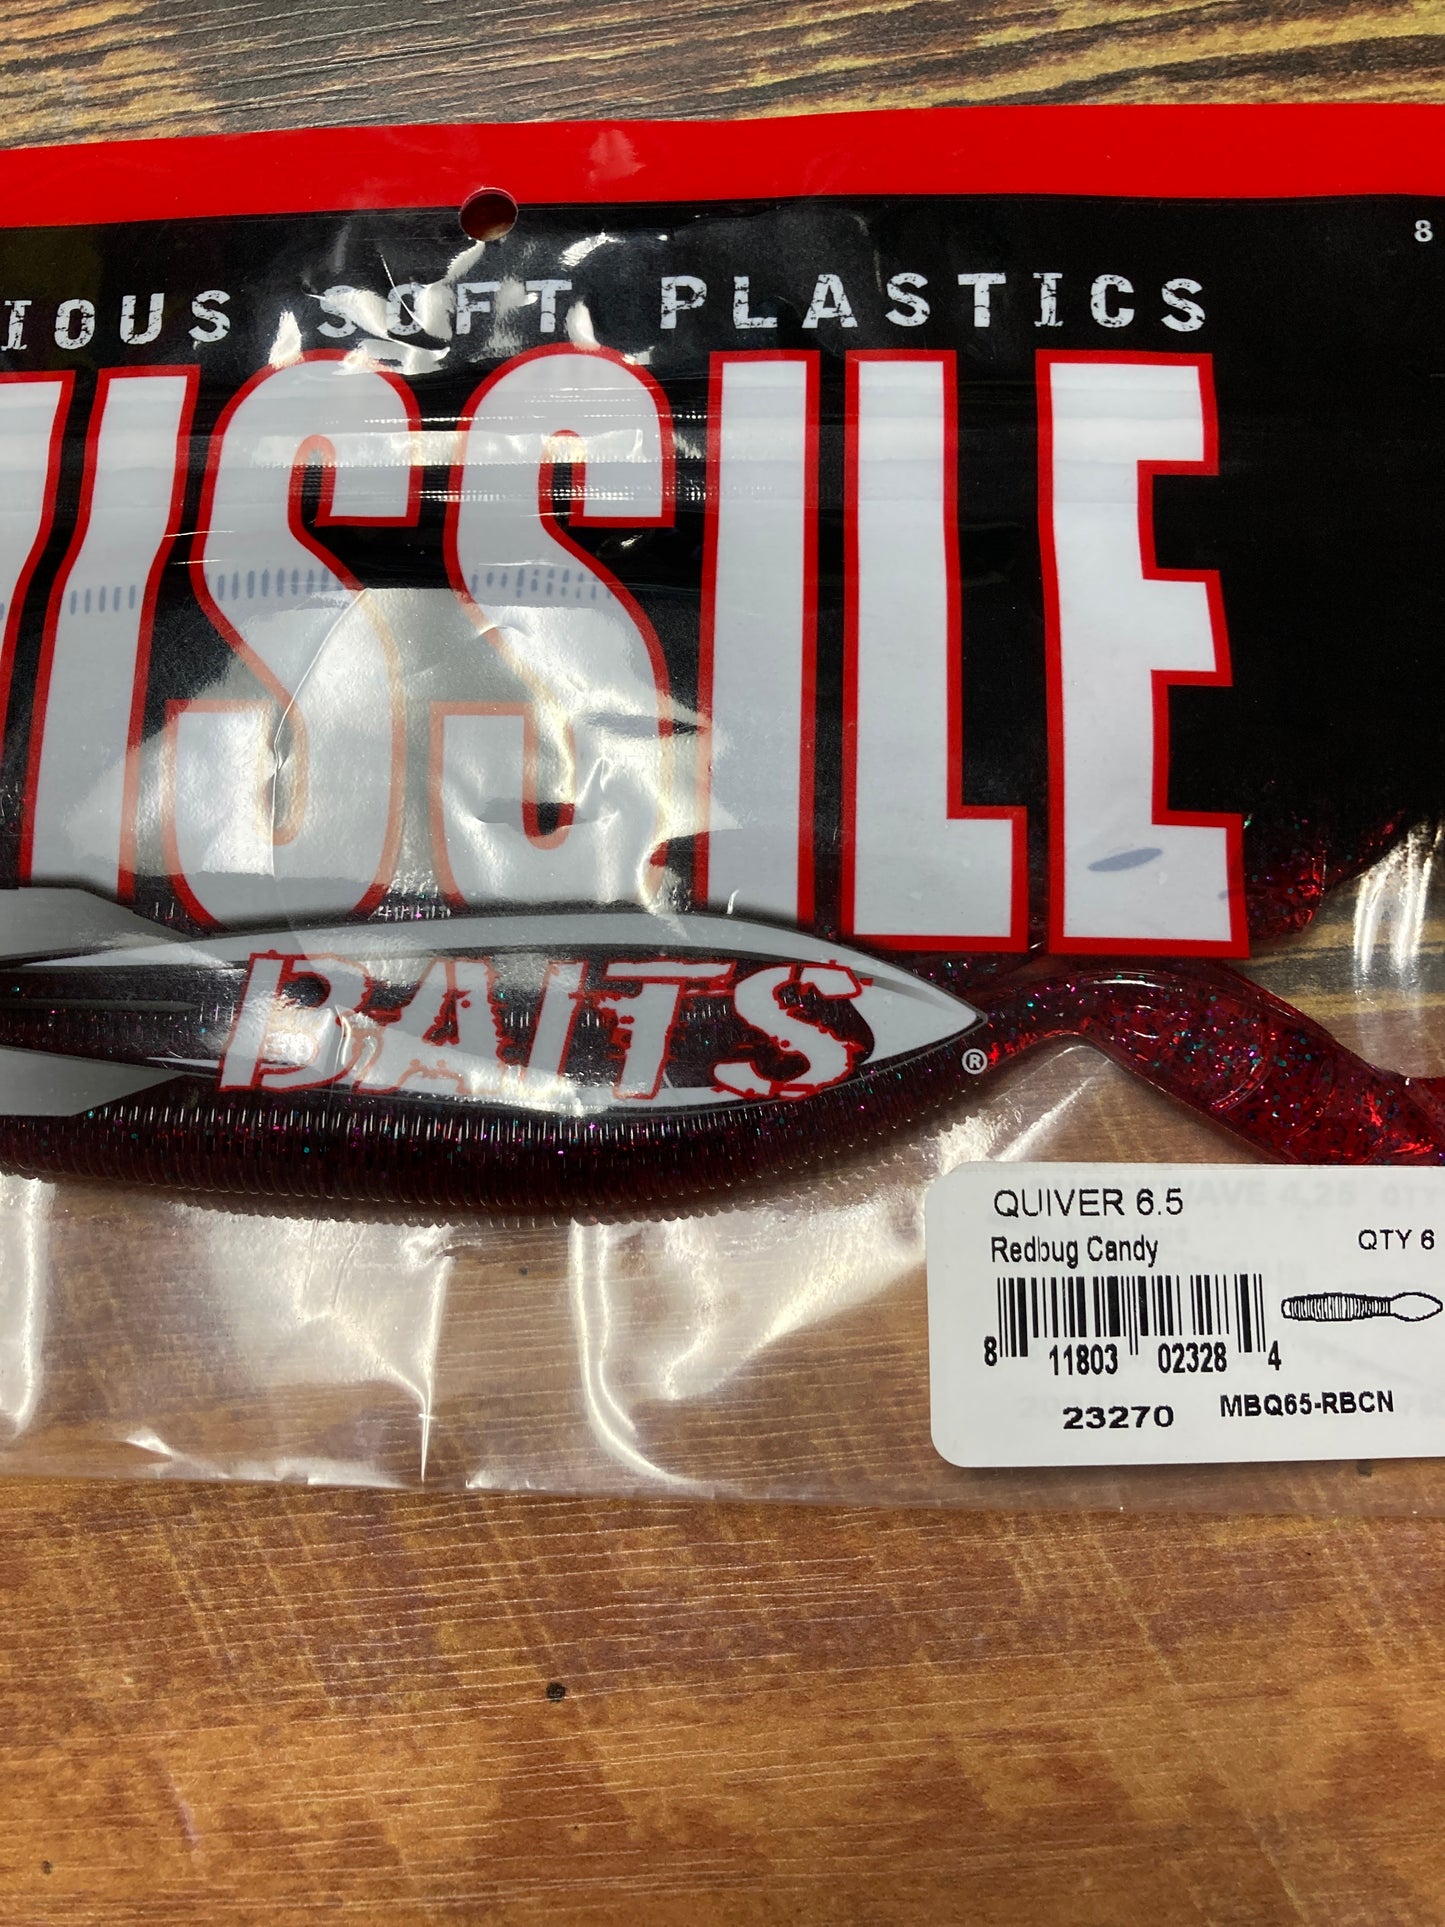 8
IOUS SOFT PLASTICS
MISSILE
BAITS
®
QUIVER 6.5
Redbug Candy
QTY 6
8 11803 02328 4
23270 MBQ65-RBCN